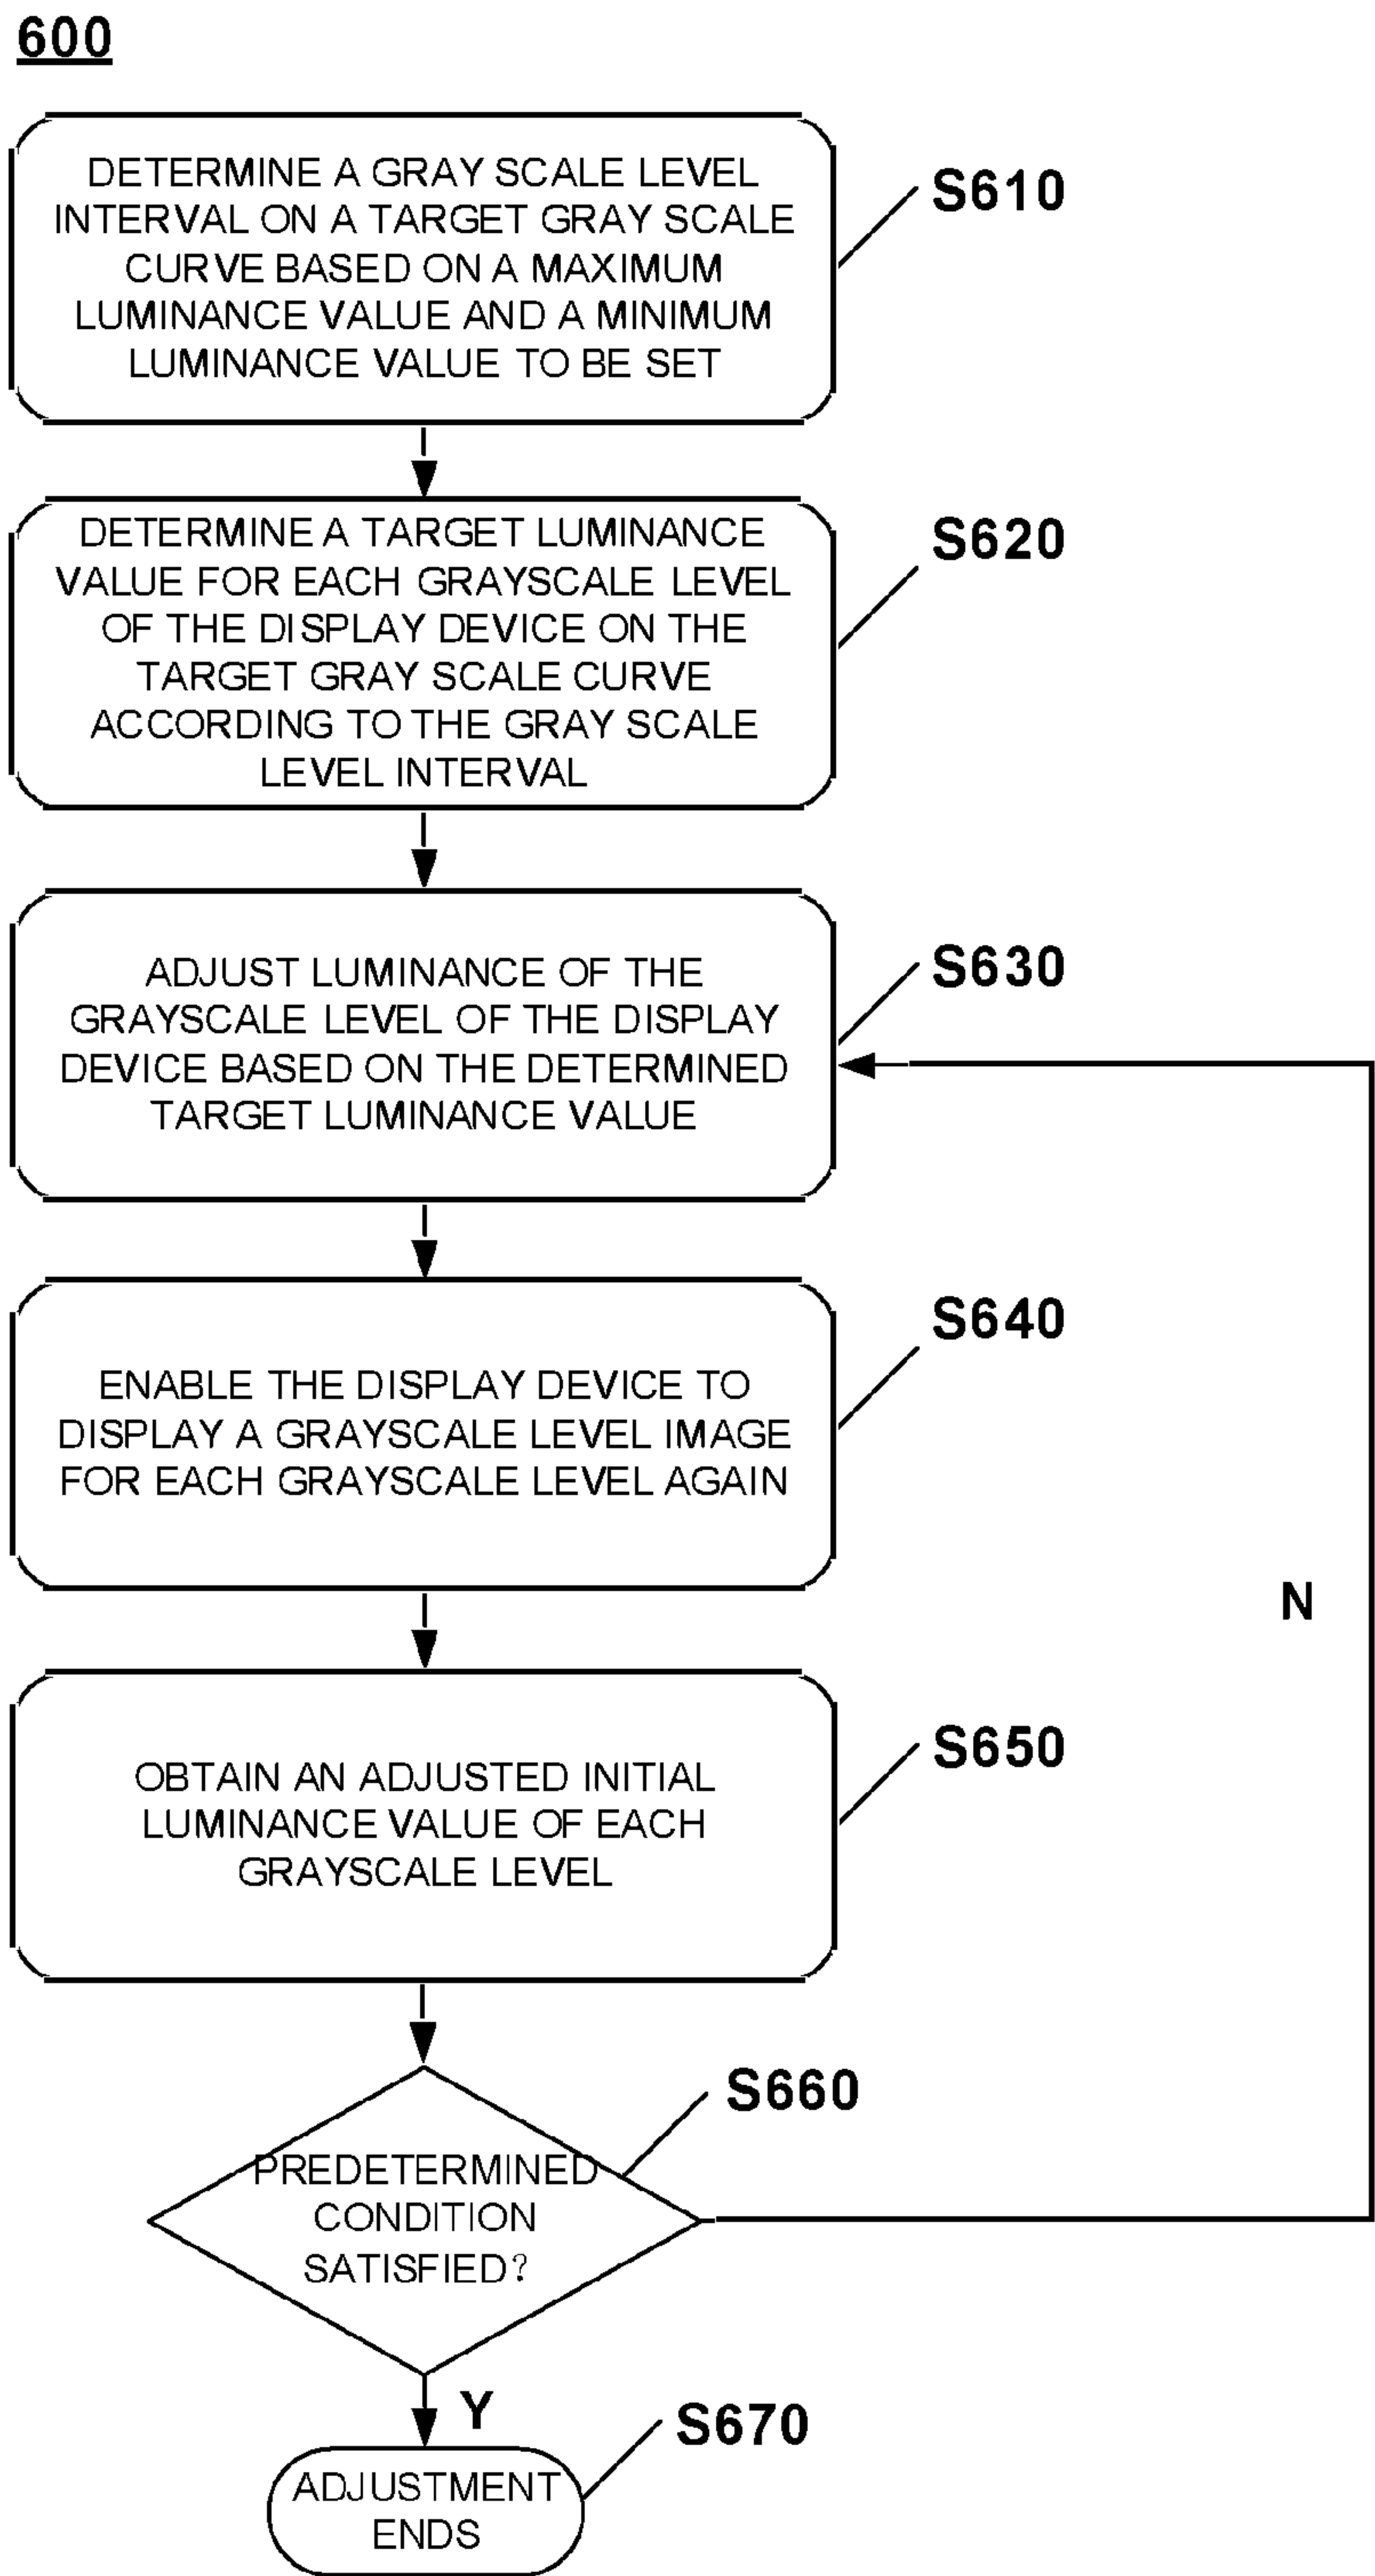 600
DETERMINE A GRAY SCALE LEVEL
INTERVAL ON A TARGET GRAY SCALE
CURVE BASED ON A MAXIMUM
LUMINANCE VALUE AND A MINIMUM
LUMINANCE VALUE TO BE SET
S610
DETERMINE A TARGET LUMINANCE
VALUE FOR EACH GRAYSCALE LEVEL
OF THE DISPLAY DEVICE ON THE
TARGET GRAY SCALE CURVE
ACCORDING TO THE GRAY SCALE
LEVEL INTERVAL
S620
ADJUST LUMINANCE OF THE
GRAYSCALE LEVEL OF THE DISPLAY
DEVICE BASED ON THE DETERMINED
TARGET LUMINANCE VALUE
S630
ENABLE THE DISPLAY DEVICE TO
DISPLAY A GRAYSCALE LEVEL IMAGE
FOR EACH GRAYSCALE LEVEL AGAIN
S640
N
OBTAIN AN ADJUSTED INITIAL
LUMINANCE VALUE OF EACH
GRAYSCALE LEVEL
S650
PREDETERMINED
CONDITION
SATISFIED?
S660
Y
ADJUSTMENT
ENDS
S670